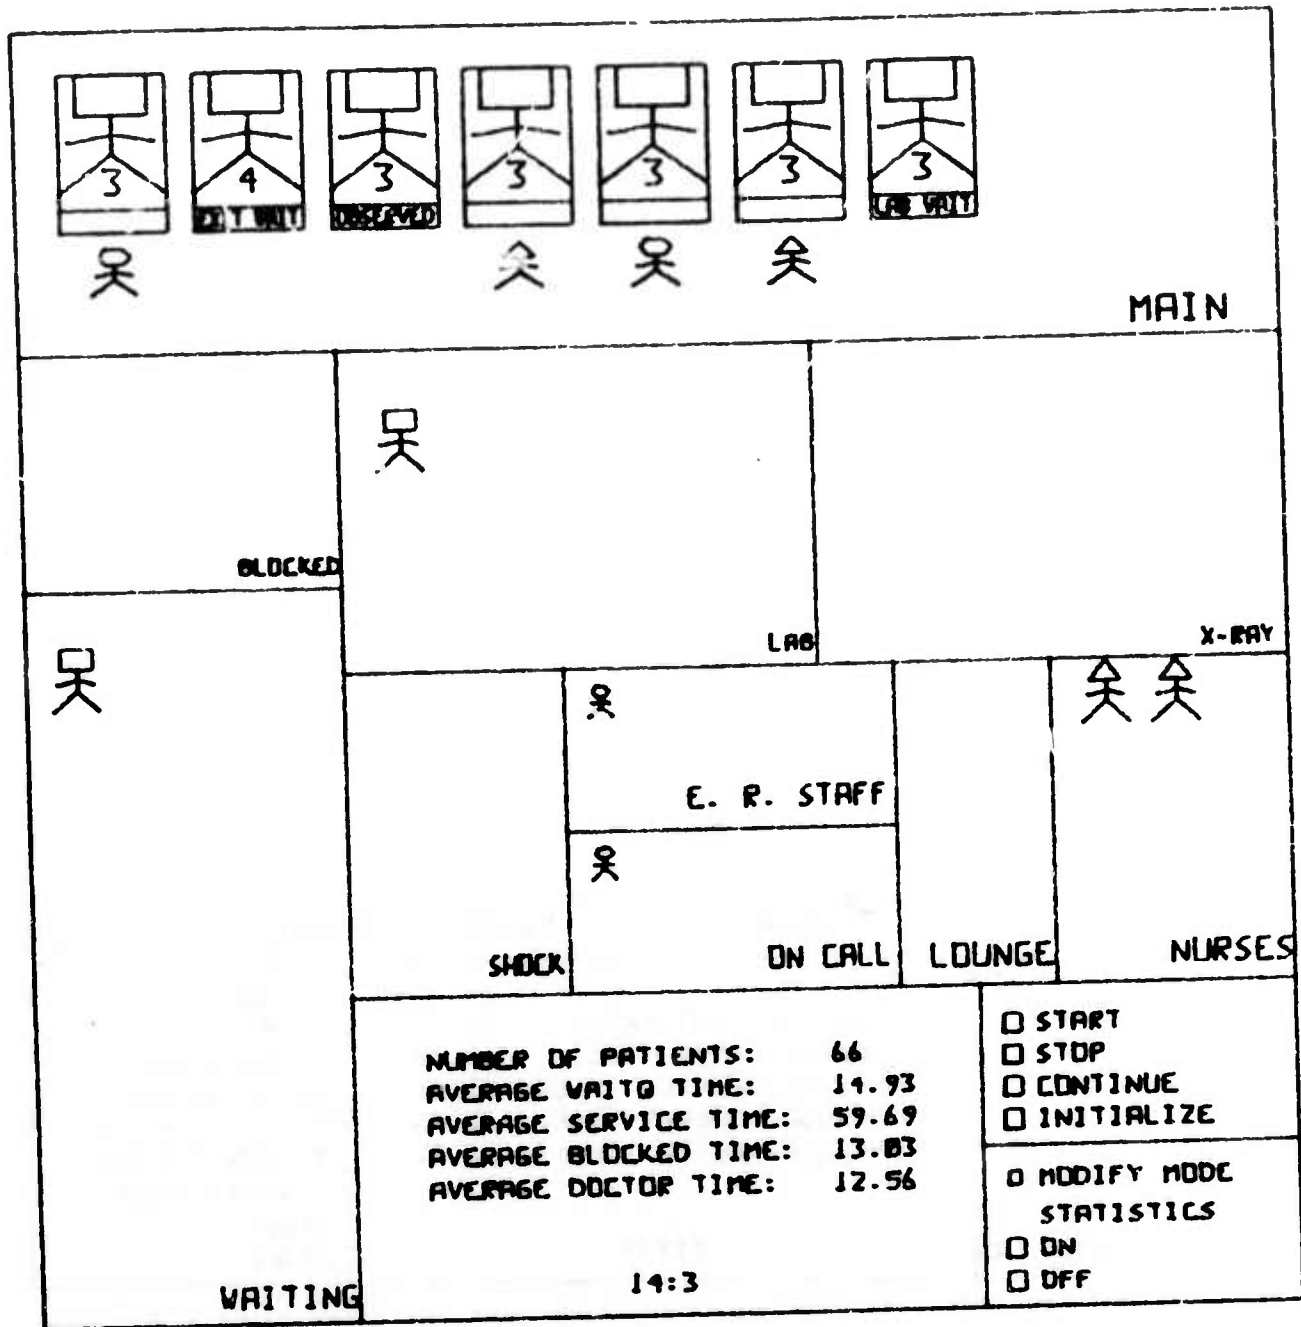 3 4 3 3 3 3 3
EXIT WAIT OBSERVED LAB WAIT
MAIN
BLOCKED
LAB
X-RAY
E. R. STAFF
SHOCK
ON CALL
LOUNGE
NURSES
NUMBER OF PATIENTS: 66
AVERAGE WAITQ TIME: 14.93
AVERAGE SERVICE TIME: 59.69
AVERAGE BLOCKED TIME: 13.83
AVERAGE DOCTOR TIME: 12.56
14:3
START
STOP
CONTINUE
INITIALIZE
MODIFY MODE
STATISTICS
ON
OFF
WAITING